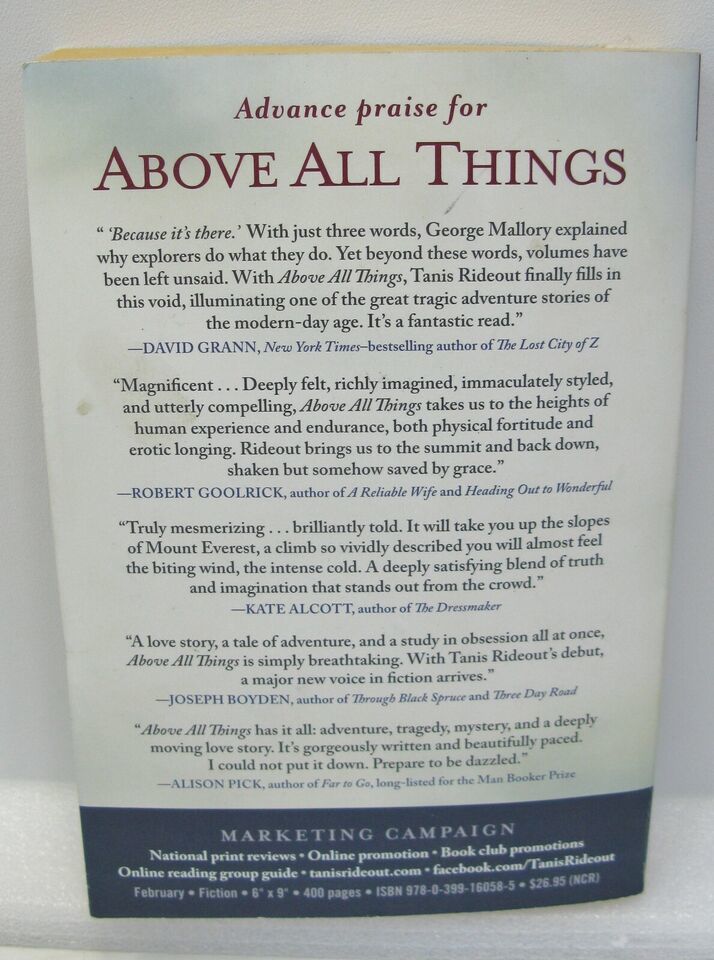 Advance praise for
ABOVE ALL THINGS
“ ‘Because it’s there.’ With just three words, George Mallory explained
why explorers do what they do. Yet beyond these words, volumes have
been left unsaid. With Above All Things, Tanis Rideout finally fills in
this void, illuminating one of the great tragic adventure stories of
the modern-day age. It’s a fantastic read.”
—DAVID GRANN, New York Times–bestselling author of The Lost City of Z
“Magnificent . . . Deeply felt, richly imagined, immaculately styled,
and utterly compelling, Above All Things takes us to the heights of
human experience and endurance, both physical fortitude and
erotic longing. Rideout brings us to the summit and back down,
shaken but somehow saved by grace.”
—ROBERT GOOLRICK, author of A Reliable Wife and Heading Out to Wonderful
“Truly mesmerizing . . . brilliantly told. It will take you up the slopes
of Mount Everest, a climb so vividly described you will almost feel
the biting wind, the intense cold. A deeply satisfying blend of truth
and imagination that stands out from the crowd.”
—KATE ALCOTT, author of The Dressmaker
“A love story, a tale of adventure, and a study in obsession all at once,
Above All Things is simply breathtaking. With Tanis Rideout’s debut,
a major new voice in fiction arrives.”
—JOSEPH BOYDEN, author of Through Black Spruce and Three Day Road
“Above All Things has it all: adventure, tragedy, mystery, and a deeply
moving love story. It’s gorgeously written and beautifully paced.
I could not put it down. Prepare to be dazzled.”
—ALISON PICK, author of Far to Go, long-listed for the Man Booker Prize
MARKETING CAMPAIGN
National print reviews • Online promotion • Book club promotions
Online reading group guide • tanisrideout.com • facebook.com/TanisRideout
February • Fiction • 6" x 9" • 400 pages • ISBN 978-0-399-16058-5 • $26.95 (NCR)